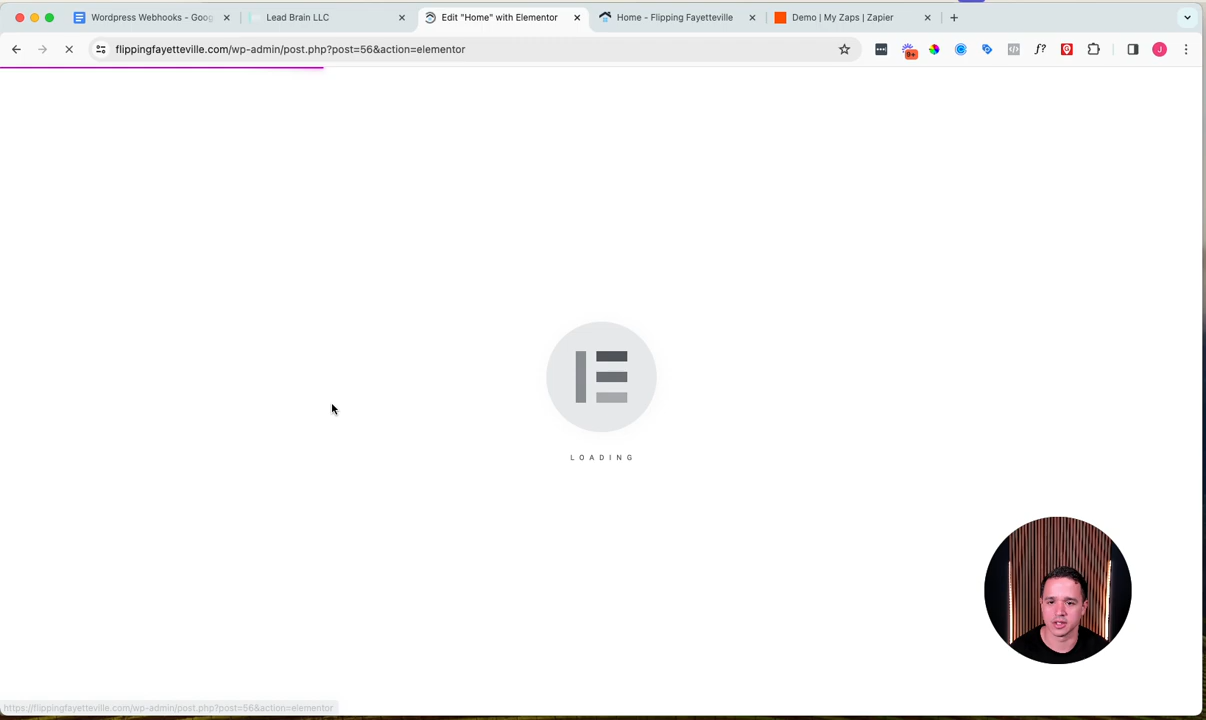 Wordpress Webhooks - Goog
Lead Brain LLC
Edit "Home" with Elementor
Home - Flipping Fayetteville
Demo | My Zaps | Zapier
flippingfayetteville.com/wp-admin/post.php?post=56&action=elementor
0+
f?
J
LOADING
https://flippingfayetteville.com/wp-admin/post.php?post=56&action=elementor